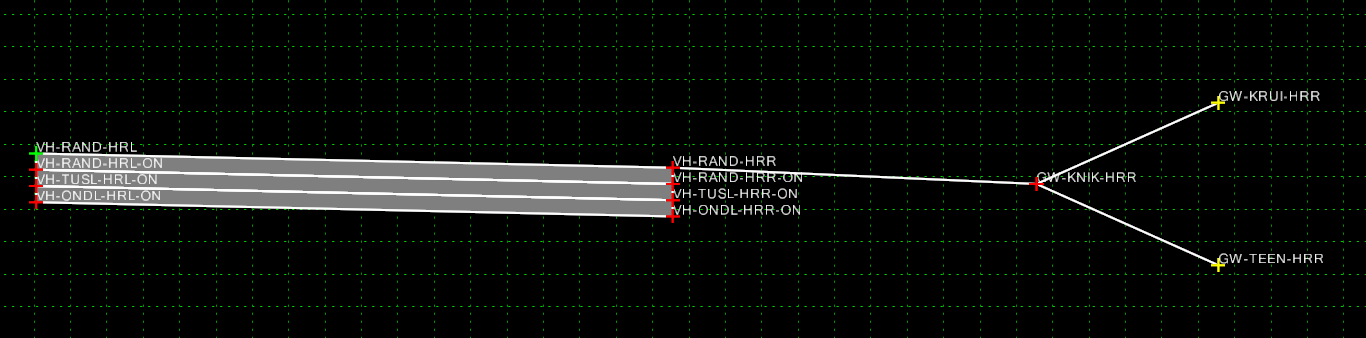 VH-RAND-HRL
VH-RAND-HRL-ON
VH-TUSL-HRL-ON
VH-ONDL-HRL-ON
VH-RAND-HRR
VH-RAND-HRR-ON
VH-TUSL-HRR-ON
VH-ONDL-HRR-ON
GW-KNIK-HRR
GW-KRUI-HRR
GW-TEEN-HRR